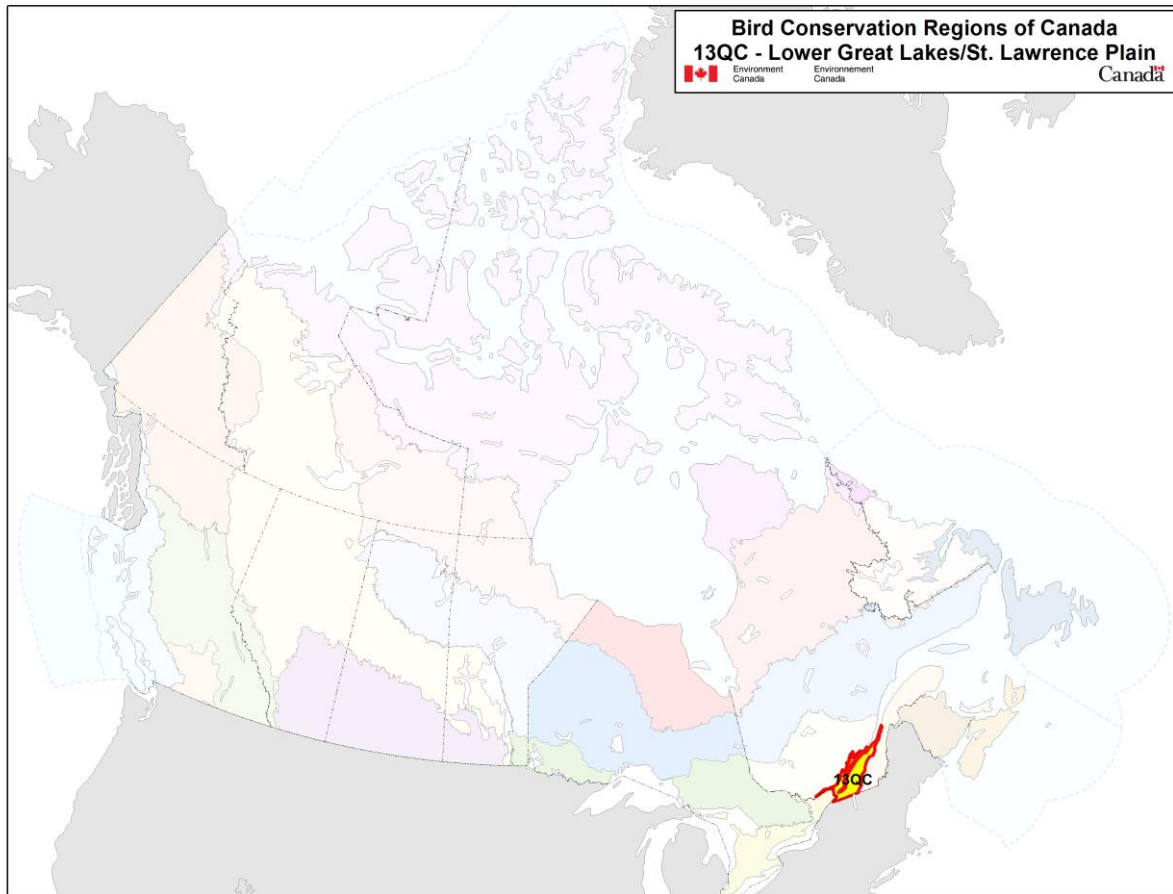 Bird Conservation Regions of Canada
13QC - Lower Great Lakes/St. Lawrence Plain
Environment Canada
Environnement Canada
Canada
13QC